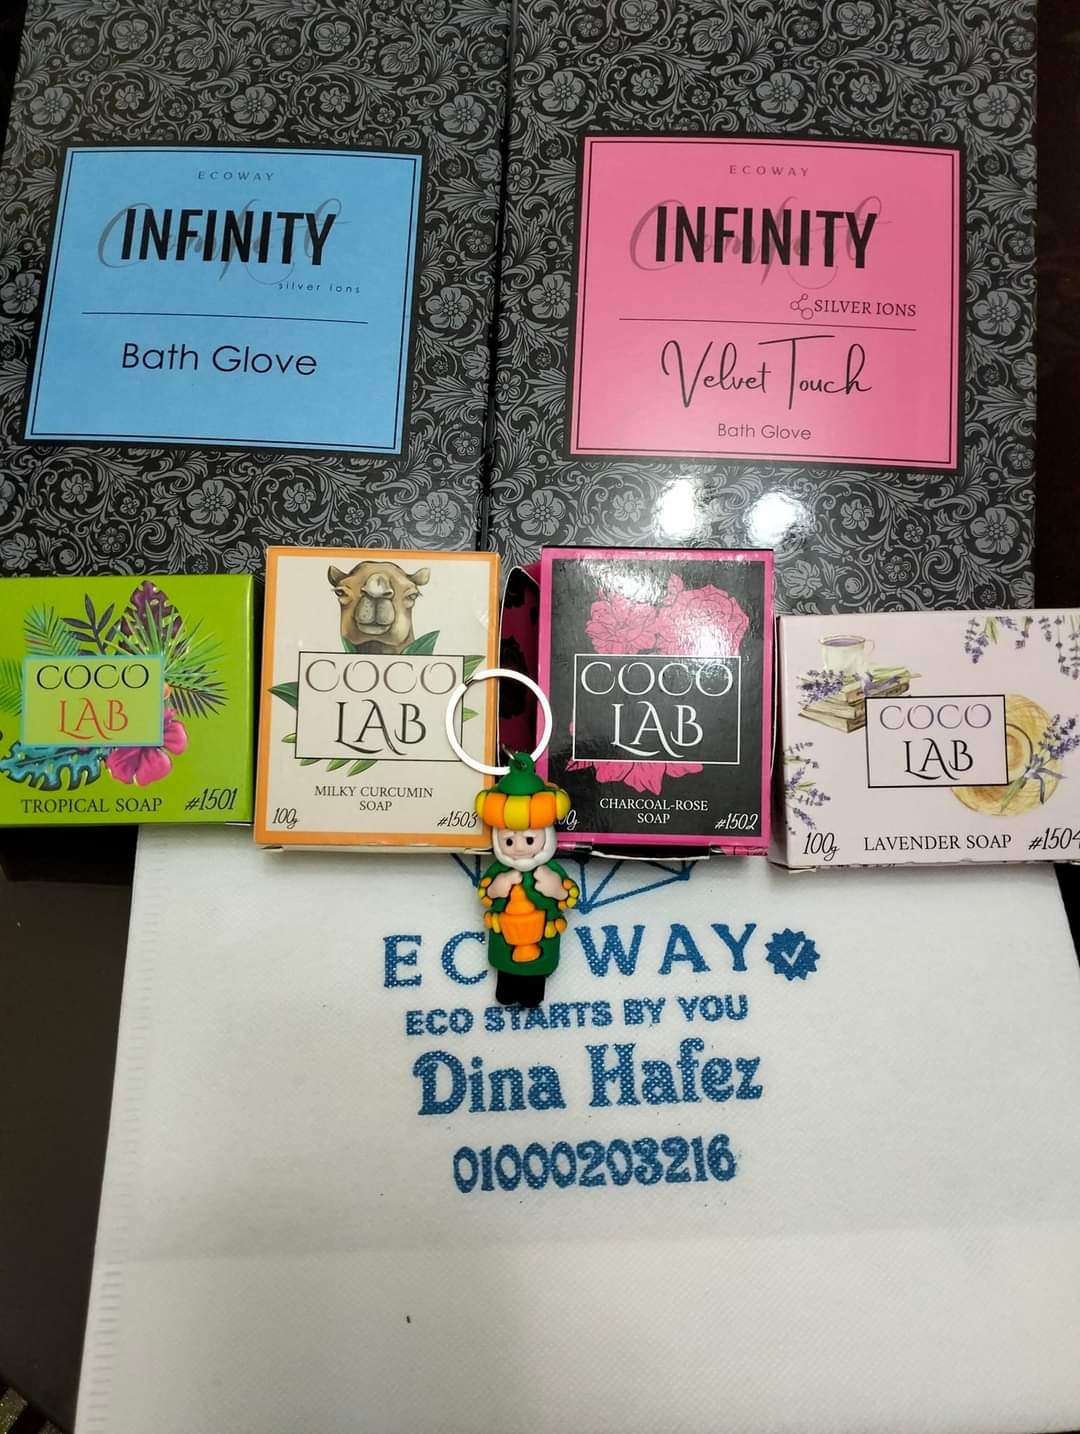 ECOWAY
INFINITY
silver ions
Bath Glove
ECOWAY
INFINITY
SILVER IONS
Velvet Touch
Bath Glove
COCO
LAB
TROPICAL SOAP #1501
COCO
LAB
MILKY CURCUMIN
SOAP
100g #1503
COCO
LAB
CHARCOAL-ROSE
SOAP
#1502
COCO
LAB
100g LAVENDER SOAP #1504
ECOWAY
ECO STARTS BY YOU
Dina Hafez
01000203216